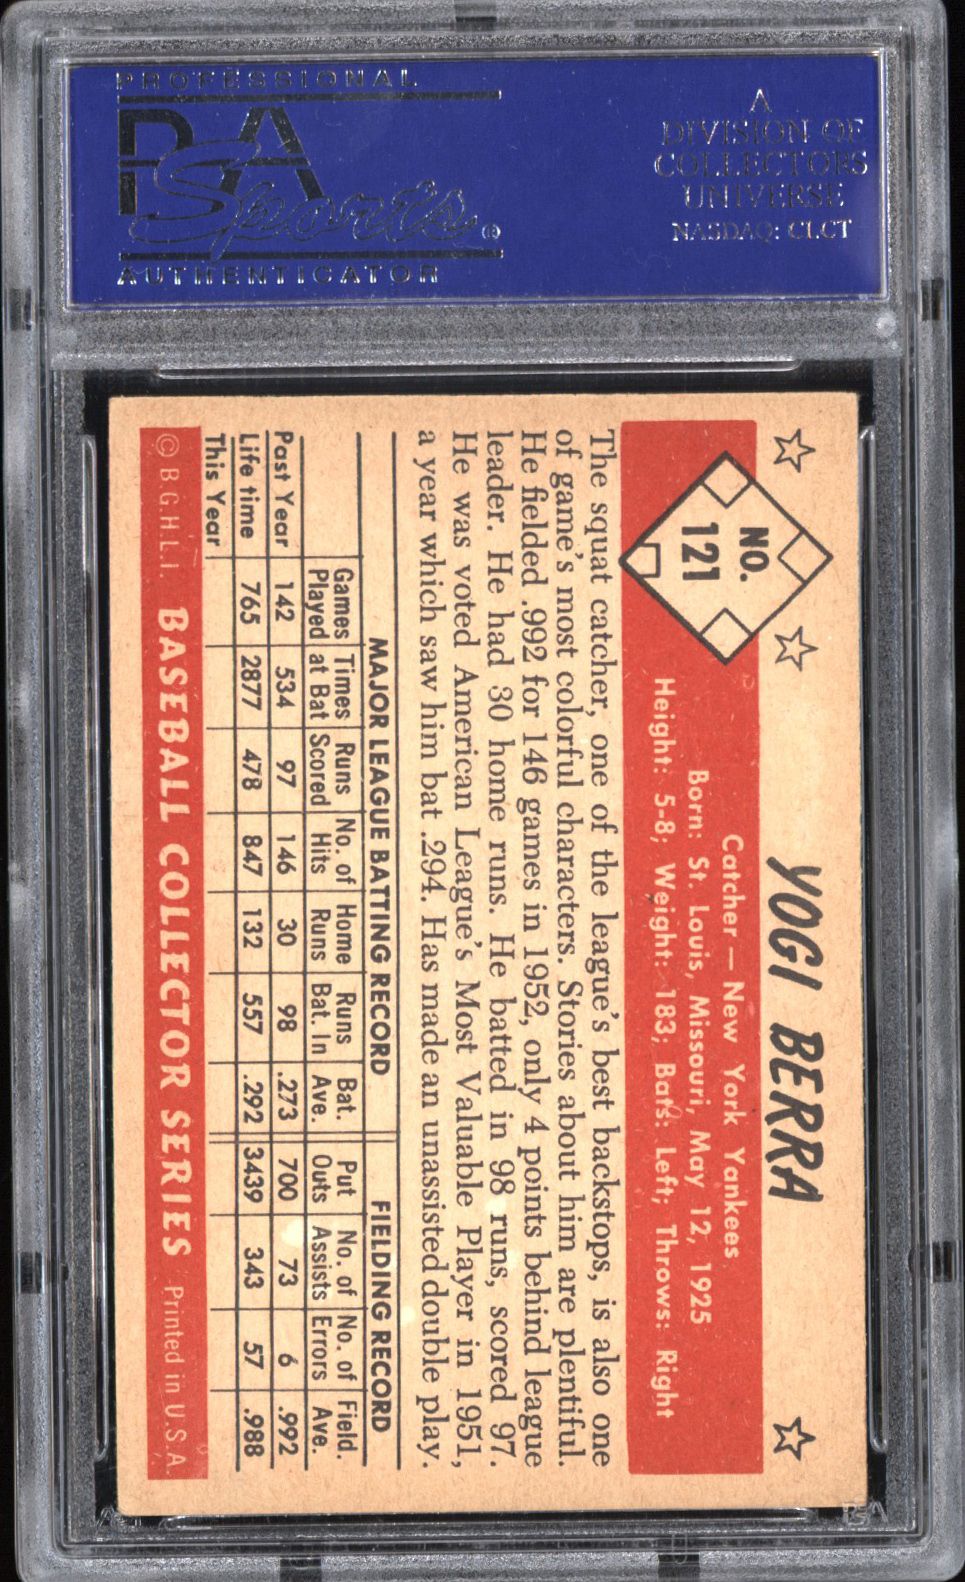 PROFESSIONAL
PSA
Sports ®
AUTHENTICATOR
A
DIVISION OF
COLLECTORS
UNIVERSE
NASDAQ: CLCT
NO.
121
YOGI BERRA
Catcher — New York Yankees
Born: St. Louis, Missouri, May 12, 1925
Height: 5-8; Weight: 183; Bats: Left; Throws: Right
The squat catcher, one of the league's best backstops, is also one
of game's most colorful characters. Stories about him are plentiful.
He fielded .992 for 146 games in 1952, only 4 points behind league
leader. He had 30 home runs. He batted in 98 runs, scored 97.
He was voted American League's Most Valuable Player in 1951,
a year which saw him bat .294. Has made an unassisted double play.
MAJOR LEAGUE BATTING RECORD FIELDING RECORD
Games Times Runs No. of Home Runs Bat. Put No. of No. of Field.
Played at Bat Scored Hits Runs Bat. In Ave. Outs Assists Errors Ave.
Past Year 142 534 97 146 30 98 .273 700 73 6 .992
Life time 765 2877 478 847 132 557 .292 3439 343 57 .988
This Year
© B.G.H.L.I. BASEBALL COLLECTOR SERIES Printed in U.S.A.
PSA